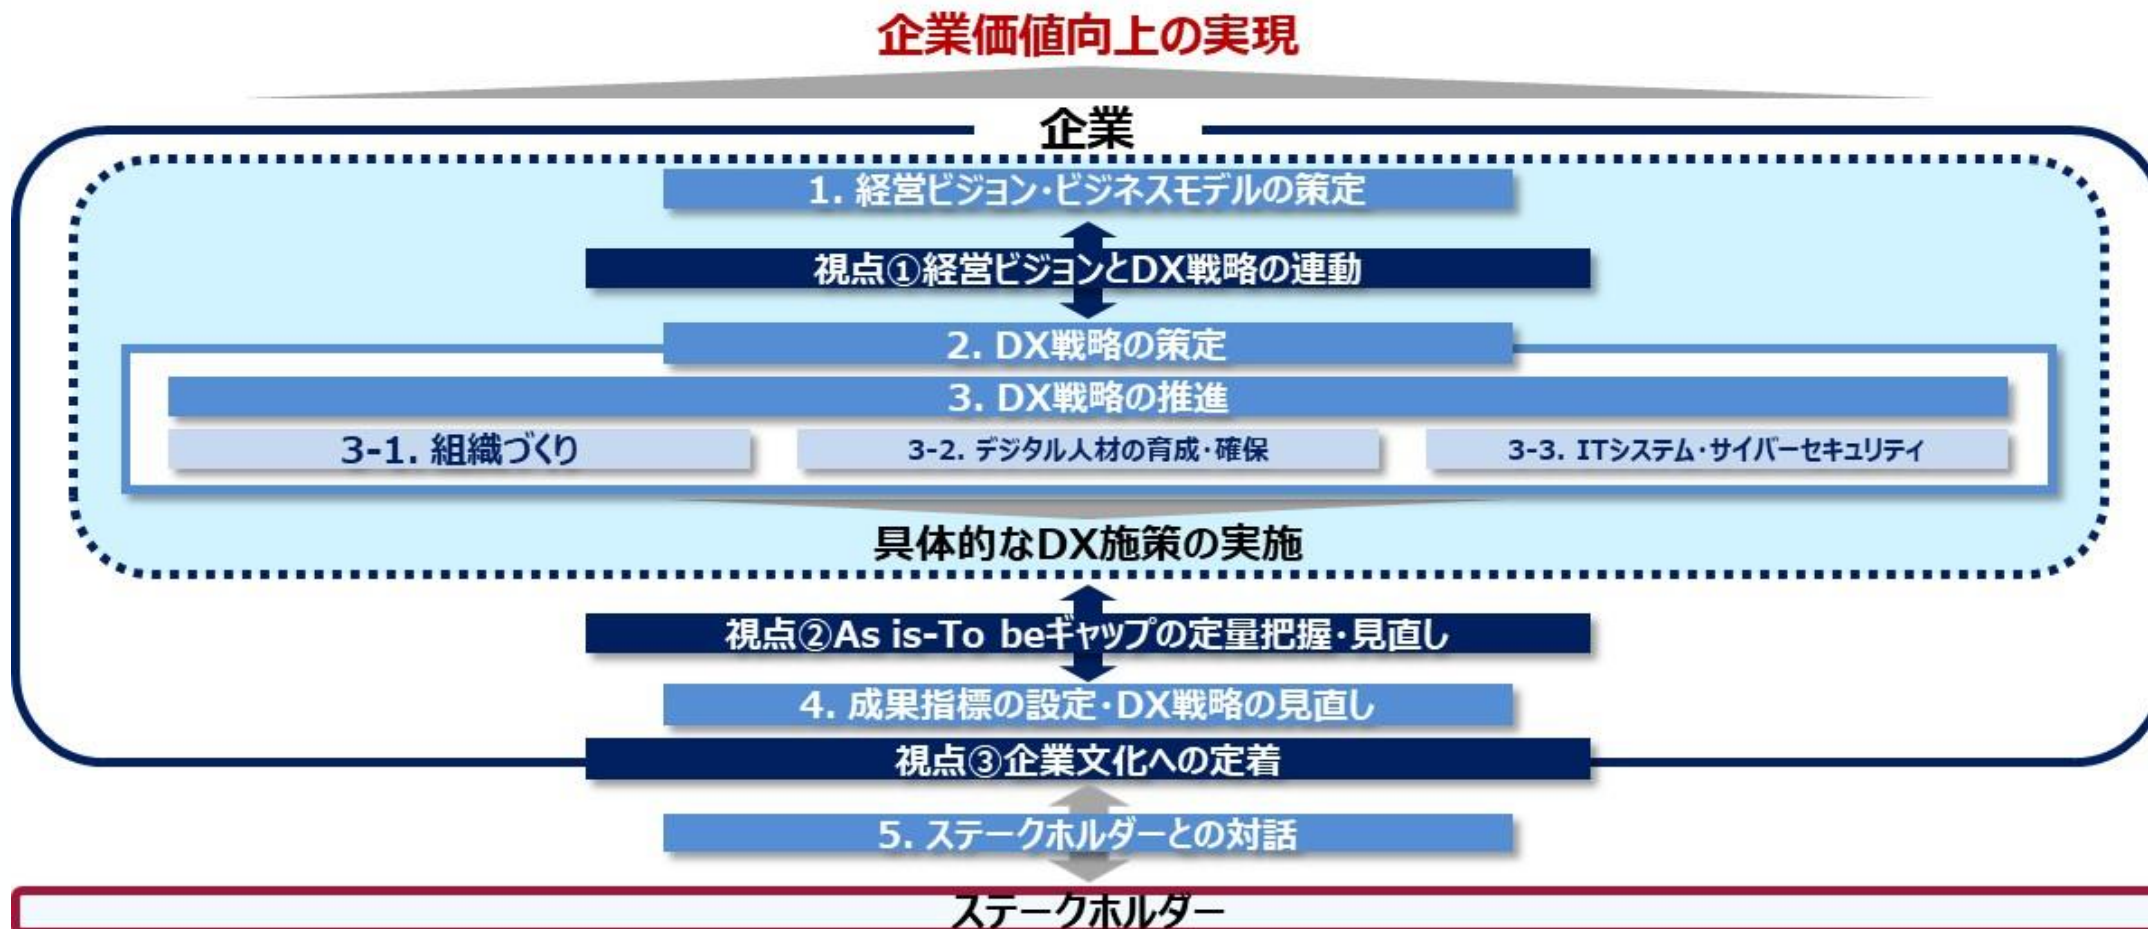 企業価値向上の実現
企業
1. 経営ビジョン・ビジネスモデルの策定
視点①経営ビジョンとDX戦略の連動
2. DX戦略の策定
3. DX戦略の推進
3-1. 組織づくり
3-2. デジタル人材の育成・確保
3-3. ITシステム・サイバーセキュリティ
具体的なDX施策の実施
視点②As is-To beギャップの定量把握・見直し
4. 成果指標の設定・DX戦略の見直し
視点③企業文化への定着
5. ステークホルダーとの対話
ステークホルダー